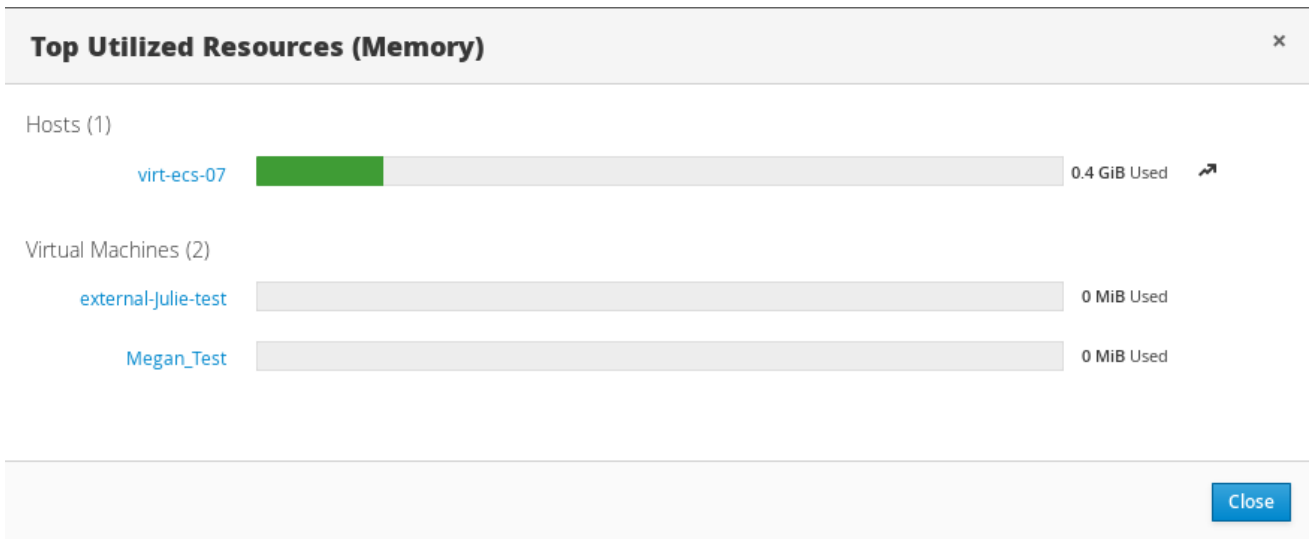 Top Utilized Resources (Memory)
×
Hosts (1)
virt-ecs-07 0.4 GiB Used
Virtual Machines (2)
external-Julie-test 0 MiB Used
Megan_Test 0 MiB Used
Close